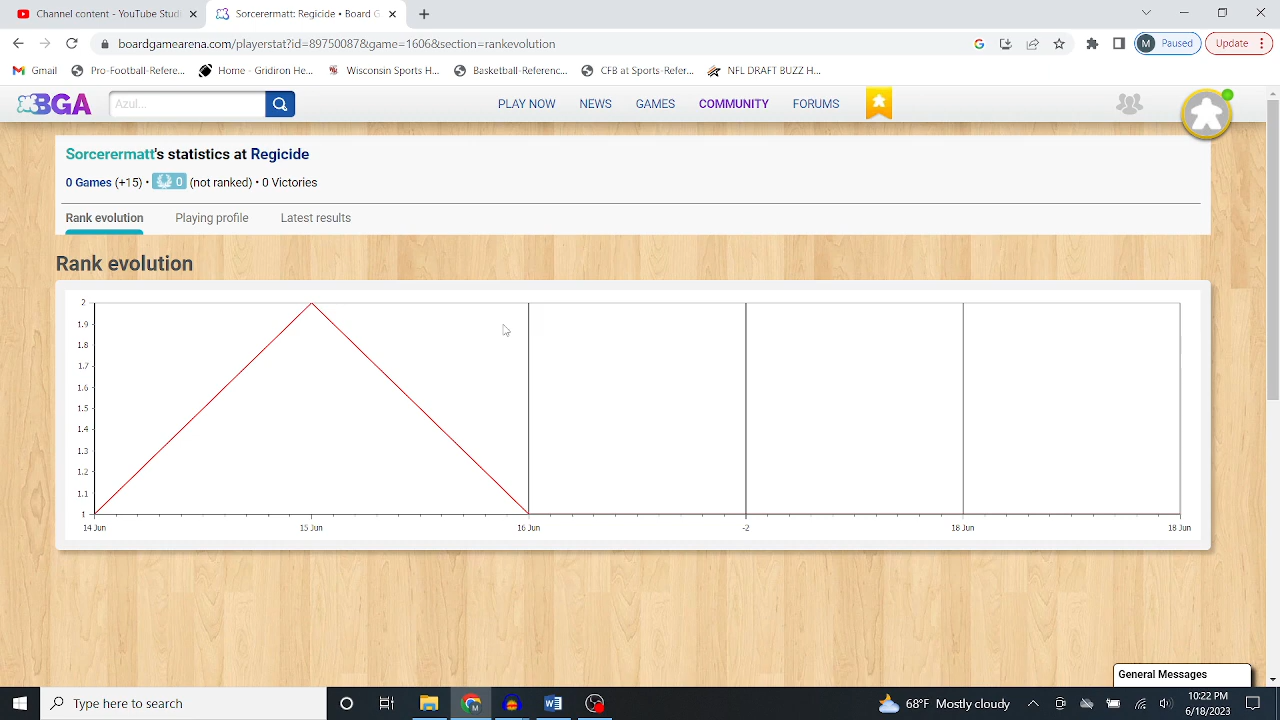 Channel content - YouTube Studi
Sorcerermatt: Regicide • Board G
boardgamearena.com/playerstat?id=89750087&game=1606&section=rankevolution
M Paused
Update
Gmail
Pro-Football-Refere...
Home - Gridiron He...
Wisconsin Sports H...
Basketball-Referenc...
CFB at Sports-Refer...
NFL DRAFT BUZZ H...
BGA
Azul...
PLAY NOW
NEWS
GAMES
COMMUNITY
FORUMS
Sorcerermatt's statistics at Regicide
0 Games (+15) • 0 (not ranked) • 0 Victories
Rank evolution
Playing profile
Latest results
Rank evolution
2
1.9
1.8
1.7
1.6
1.5
1.4
1.3
1.2
1.1
1
14 Jun
15 Jun
16 Jun
-2
18 Jun
18 Jun
General Messages
Type here to search
68°F Mostly cloudy
10:22 PM
6/18/2023